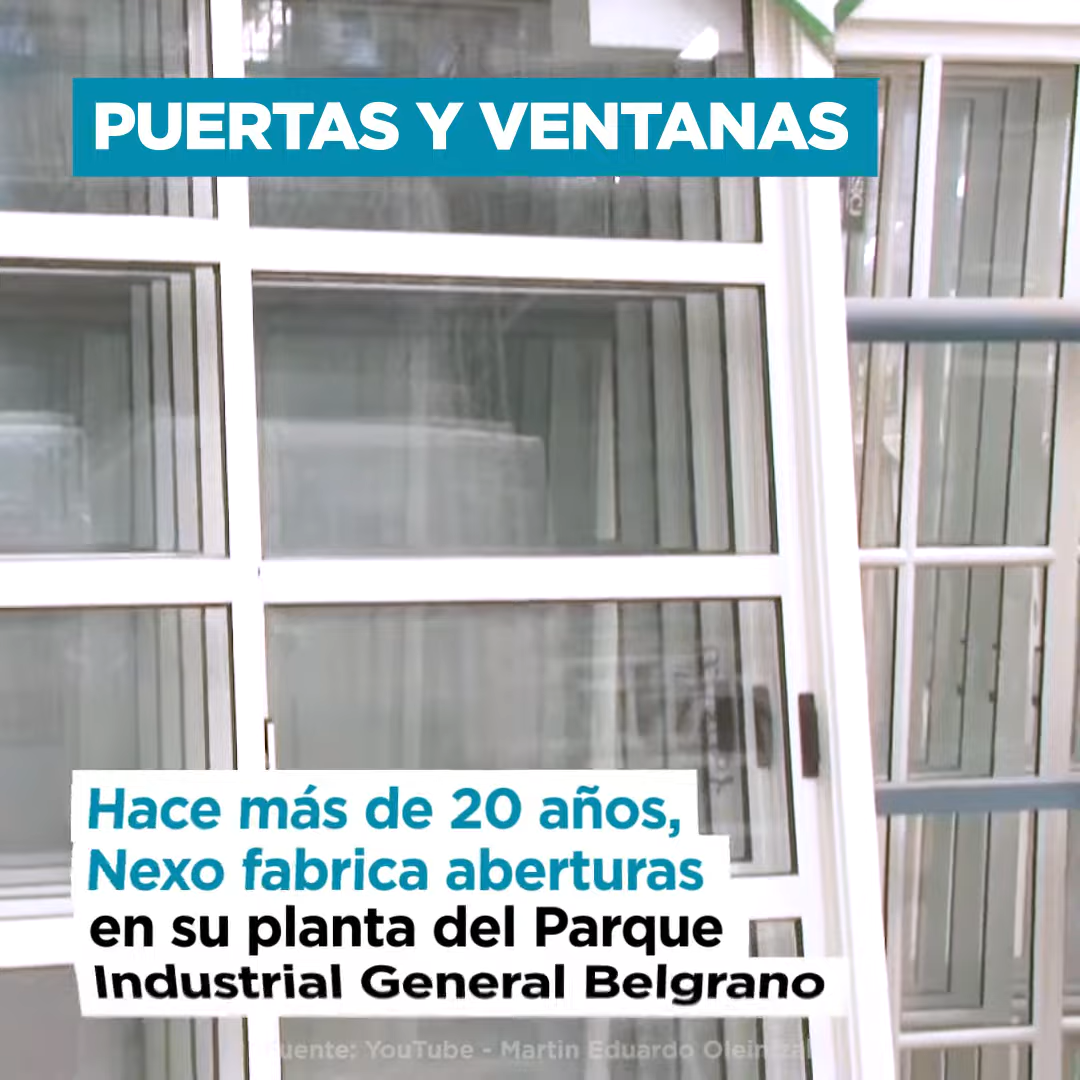 PUERTAS Y VENTANAS
Hace más de 20 años,
Nexo fabrica aberturas
en su planta del Parque
Industrial General Belgrano
YouTube - Martin Eduardo